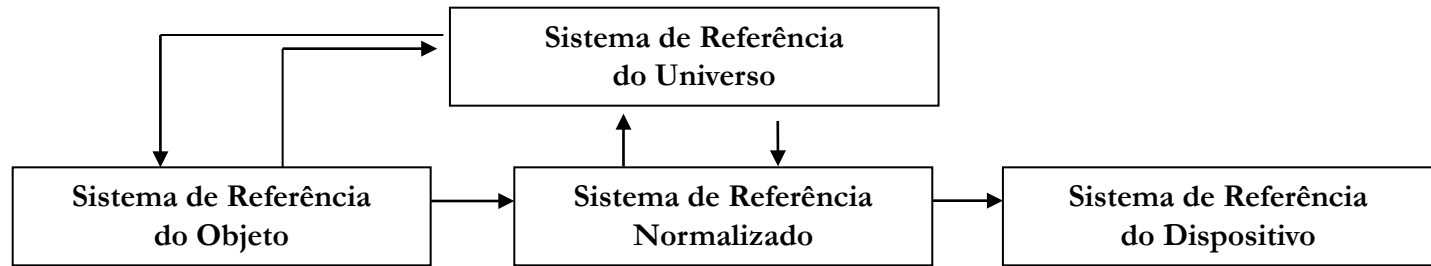 Sistema de Referência
do Universo
Sistema de Referência
do Objeto
Sistema de Referência
Normalizado
Sistema de Referência
do Dispositivo